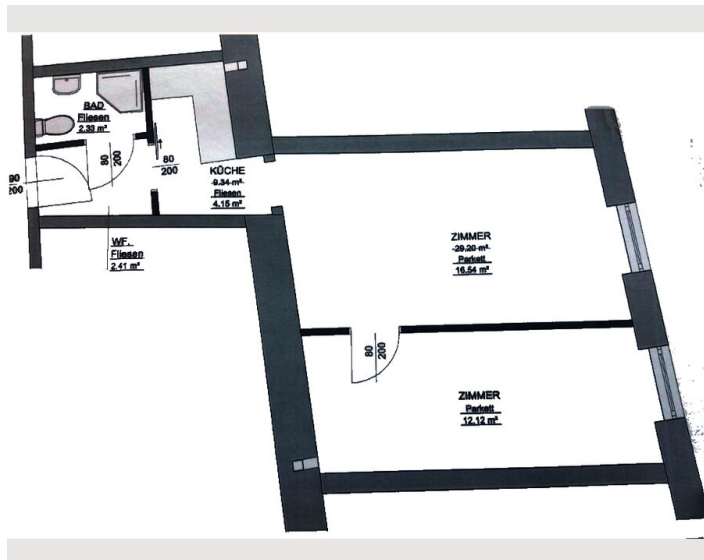 BAD
Fliesen
2.33 m²
80
200
90
200
80
200
KÜCHE
9.34 m²
Fliesen
4.15 m²
WF.
Fliesen
2.41 m²
ZIMMER
29.20 m²
Parkett
16.54 m²
80
200
ZIMMER
Parkett
12.12 m²